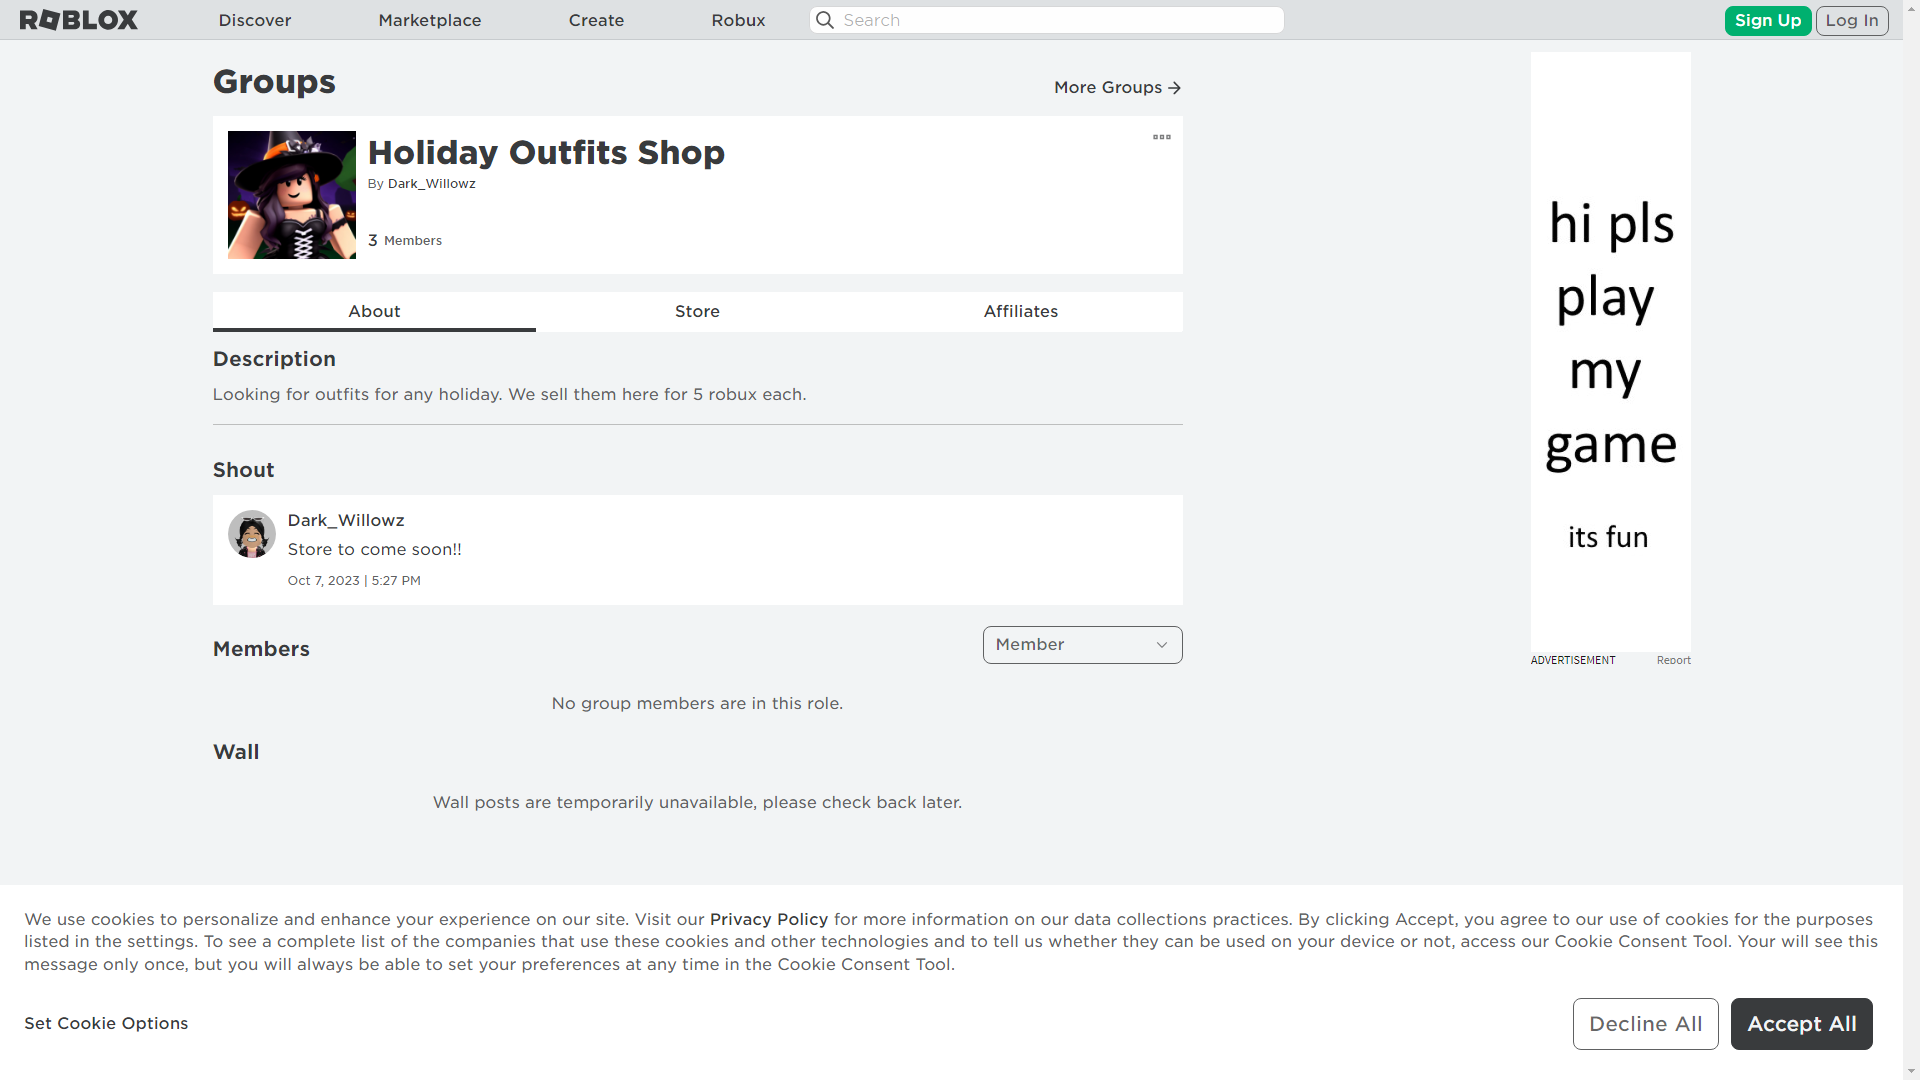 ROBLOX Discover Marketplace Create Robux Search Sign Up Log In
Groups
More Groups
Holiday Outfits Shop
By Dark_Willowz
3 Members
About Store Affiliates
Description
Looking for outfits for any holiday. We sell them here for 5 robux each.
Shout
Dark_Willowz
Store to come soon!!
Oct 7, 2023 | 5:27 PM
Members
Member
No group members are in this role.
Wall
Wall posts are temporarily unavailable, please check back later.
hi pls
play
my
game
its fun
ADVERTISEMENT Report
We use cookies to personalize and enhance your experience on our site. Visit our Privacy Policy for more information on our data collections practices. By clicking Accept, you agree to our use of cookies for the purposes
listed in the settings. To see a complete list of the companies that use these cookies and other technologies and to tell us whether they can be used on your device or not, access our Cookie Consent Tool. Your will see this
message only once, but you will always be able to set your preferences at any time in the Cookie Consent Tool.
Set Cookie Options
Decline All
Accept All